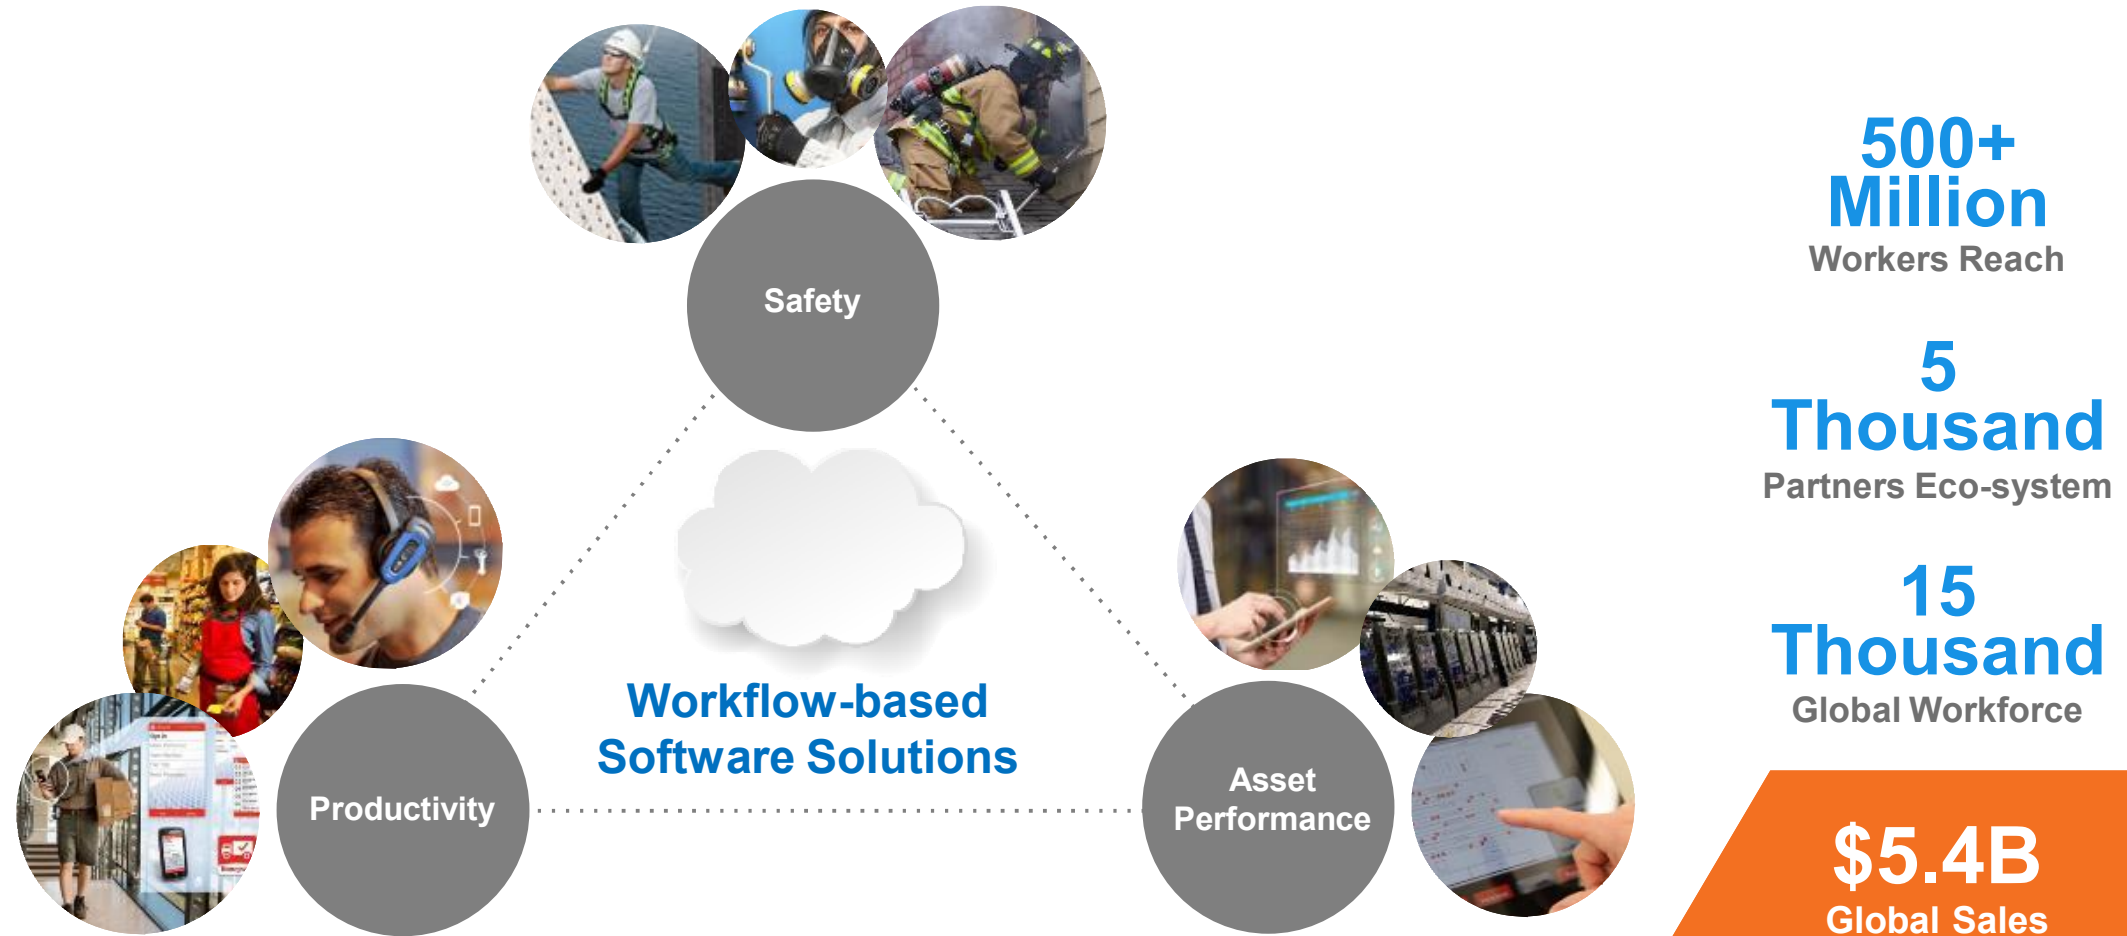 Safety
Productivity
Asset
Performance
Workflow-based
Software Solutions
500+
Million
Workers Reach
5
Thousand
Partners Eco-system
15
Thousand
Global Workforce
$5.4B
Global Sales